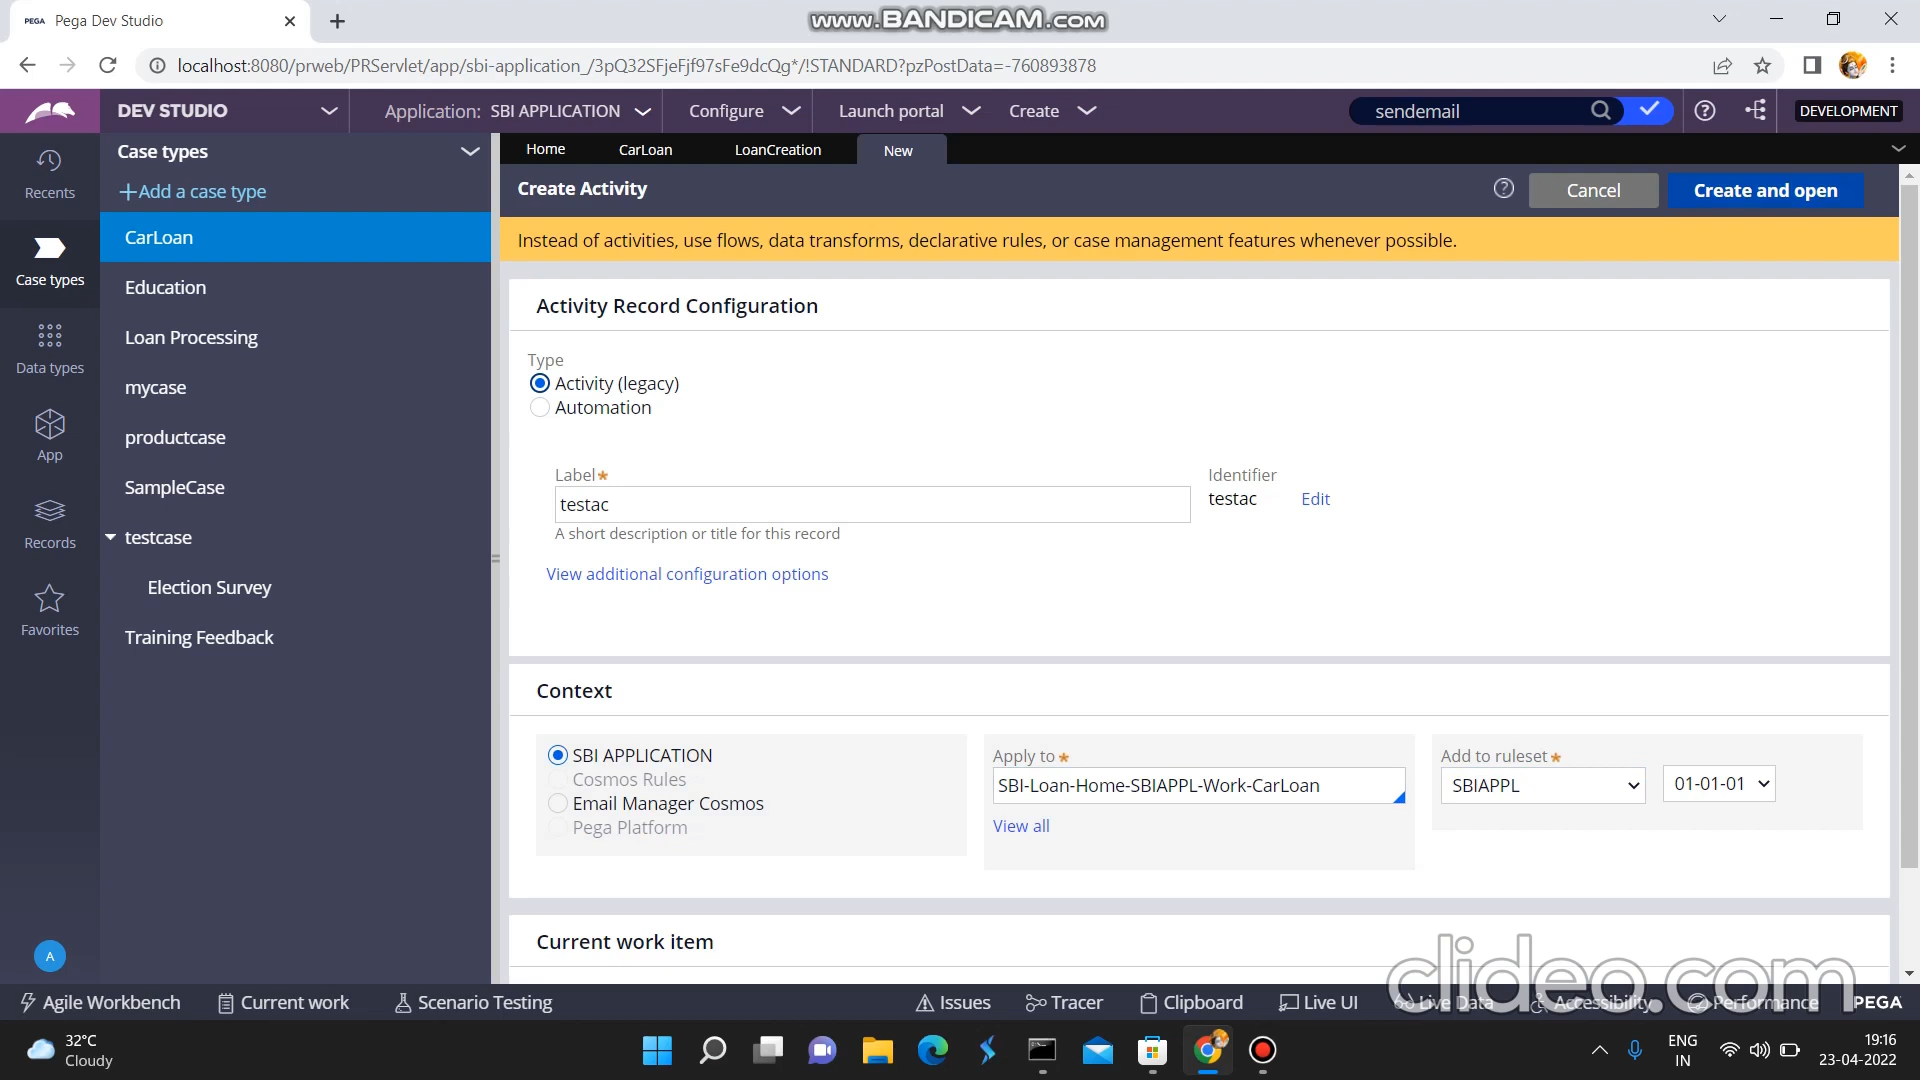 PEGA Pega Dev Studio
www.BANDICAM.com
localhost:8080/prweb/PRServlet/app/sbi-application_/3pQ32SFjeFjf97sFe9dcQg*/!STANDARD?pzPostData=-760893878
DEV STUDIO
Application: SBI APPLICATION
Configure
Launch portal
Create
sendemail
DEVELOPMENT
Recents
Case types
Data types
App
Records
Favorites
A
Case types
Add a case type
CarLoan
Education
Loan Processing
mycase
productcase
SampleCase
testcase
Election Survey
Training Feedback
Home
CarLoan
LoanCreation
New
Create Activity
Cancel
Create and open
Instead of activities, use flows, data transforms, declarative rules, or case management features whenever possible.
Activity Record Configuration
Type
Activity (legacy)
Automation
Label*
testac
A short description or title for this record
Identifier
testac Edit
View additional configuration options
Context
SBI APPLICATION
Cosmos Rules
Email Manager Cosmos
Pega Platform
Apply to *
SBI-Loan-Home-SBIAPPL-Work-CarLoan
View all
Add to ruleset*
SBIAPPL
01-01-01
Current work item
clideo.com
Agile Workbench
Current work
Scenario Testing
Issues
Tracer
Clipboard
Live UI
Live Data
Accessibility
Performance
PEGA
32°C
Cloudy
ENG
IN
19:16
23-04-2022